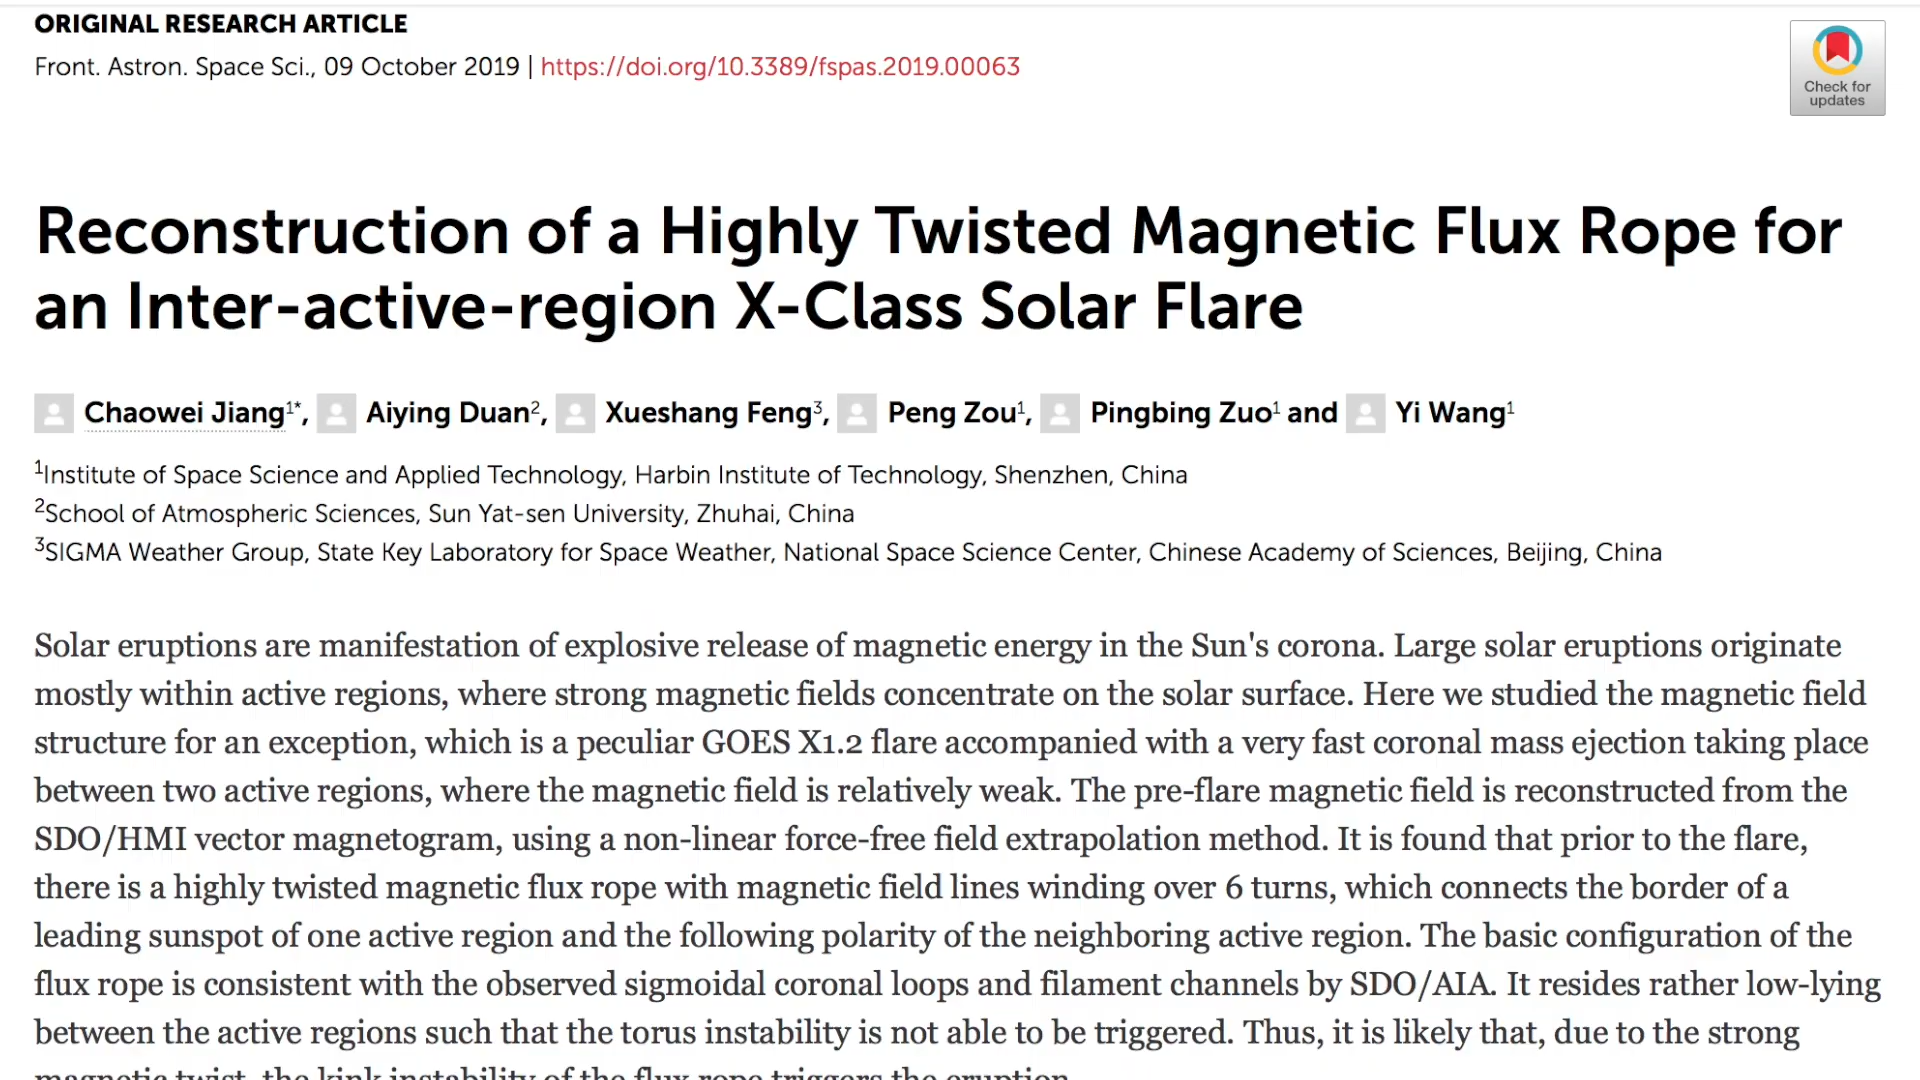 ORIGINAL RESEARCH ARTICLE
Front. Astron. Space Sci., 09 October 2019 | https://doi.org/10.3389/fspas.2019.00063
Check for
updates
Reconstruction of a Highly Twisted Magnetic Flux Rope for
an Inter-active-region X-Class Solar Flare
Chaowei Jiang1*, Aiying Duan2, Xueshang Feng3, Peng Zou1, Pingbing Zuo1 and Yi Wang1
1Institute of Space Science and Applied Technology, Harbin Institute of Technology, Shenzhen, China
2School of Atmospheric Sciences, Sun Yat-sen University, Zhuhai, China
3SIGMA Weather Group, State Key Laboratory for Space Weather, National Space Science Center, Chinese Academy of Sciences, Beijing, China
Solar eruptions are manifestation of explosive release of magnetic energy in the Sun's corona. Large solar eruptions originate
mostly within active regions, where strong magnetic fields concentrate on the solar surface. Here we studied the magnetic field
structure for an exception, which is a peculiar GOES X1.2 flare accompanied with a very fast coronal mass ejection taking place
between two active regions, where the magnetic field is relatively weak. The pre-flare magnetic field is reconstructed from the
SDO/HMI vector magnetogram, using a non-linear force-free field extrapolation method. It is found that prior to the flare,
there is a highly twisted magnetic flux rope with magnetic field lines winding over 6 turns, which connects the border of a
leading sunspot of one active region and the following polarity of the neighboring active region. The basic configuration of the
flux rope is consistent with the observed sigmoidal coronal loops and filament channels by SDO/AIA. It resides rather low-lying
between the active regions such that the torus instability is not able to be triggered. Thus, it is likely that, due to the strong
magnetic twist, the kink instability of the flux rope triggers the eruption.